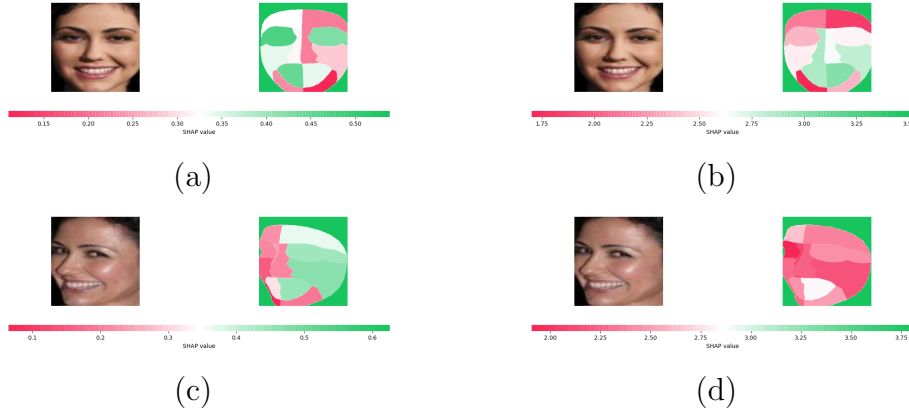 0.15 0.20 0.25 0.30 0.35 0.40 0.45 0.50
SHAP value
(a)
1.75 2.00 2.25 2.50 2.75 3.00 3.25
SHAP value
(b)
0.1 0.2 0.3 0.4 0.5 0.6
SHAP value
(c)
2.00 2.25 2.50 2.75 3.00 3.25 3.50 3.75
SHAP value
(d)